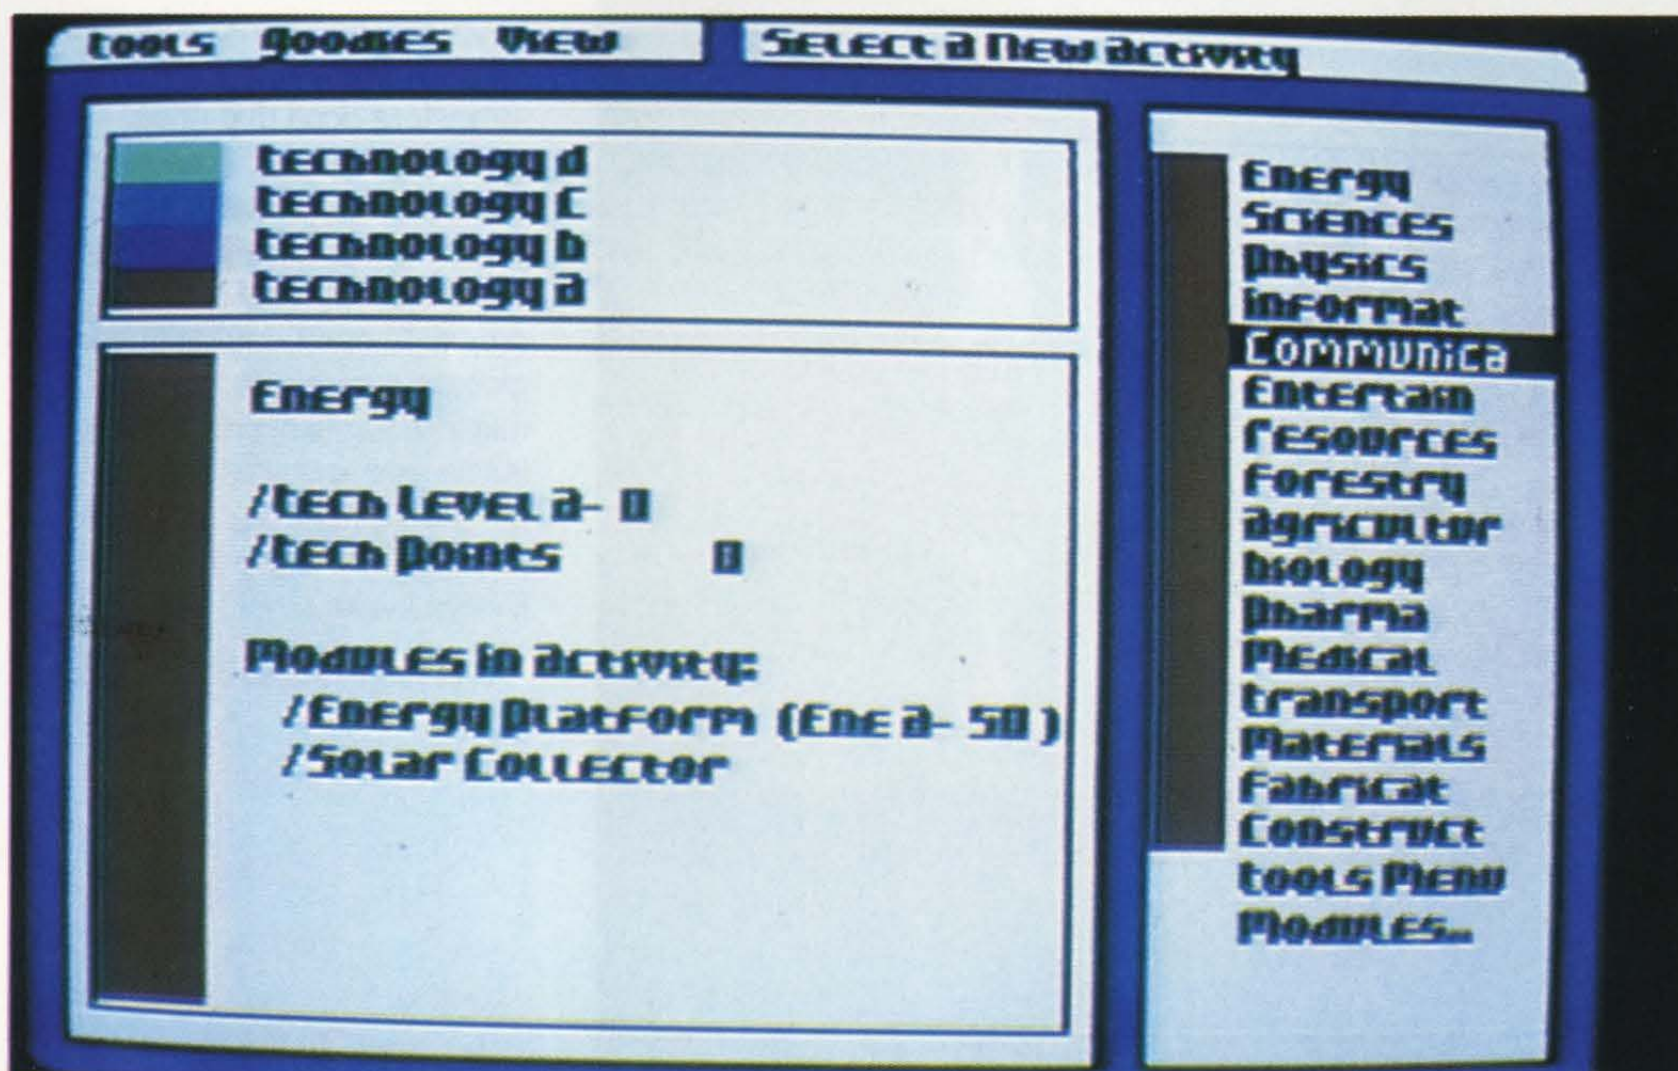 tools goodies View
Select a New activity
technology d
technology C
technology b
technology a
Energy
/tech Level a- 0
/tech points 0
Modules in activity:
/Energy platform (Ene a- 50 )
/Solar Collector
Energy
Sciences
physics
informat
Communica
Entertain
resources
forestry
agricultur
biology
pharma
Medical
transport
Materials
Fabricat
Construct
tools Menu
Modules...